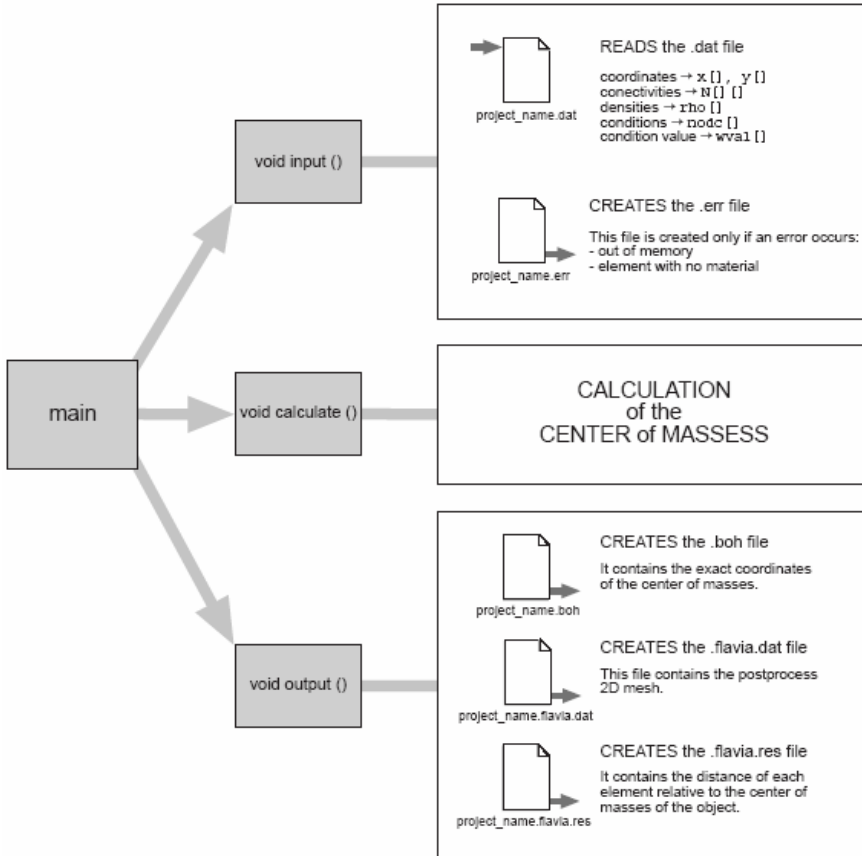 main
void input ()
READS the .dat file
coordinates → x[], y[]
conectivities → N[][]
densities → rho[]
conditions → nodc[]
condition value → wval[]
project_name.dat
CREATES the .err file
This file is created only if an error occurs:
- out of memory
- element with no material
project_name.err
void calculate ()
CALCULATION
of the
CENTER of MASSESS
void output ()
CREATES the .boh file
It contains the exact coordinates
of the center of masses.
project_name.boh
CREATES the .flavia.dat file
This file contains the postprocess
2D mesh.
project_name.flavia.dat
CREATES the .flavia.res file
It contains the distance of each
element relative to the center of
masses of the object.
project_name.flavia.res